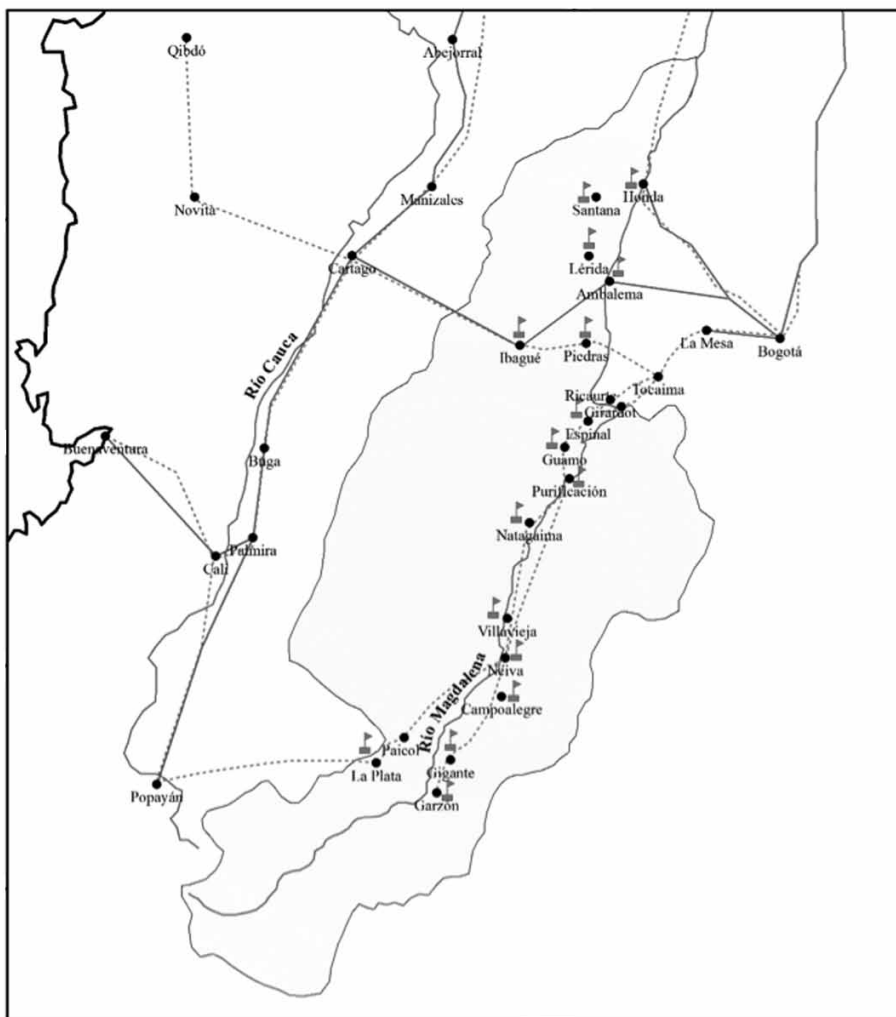 Qibdó
Abejorral
Manizales
Novita
Santana
Honda
Cartago
Lérida
Ambalema
Río Cauca
Ibagué
Piedras
La Mesa
Bogotá
Tocaima
Ricaurte
Girardot
Espinal
Buenaventura
Buga
Guamo
Purificación
Natagaima
Palmira
Cali
Villavieja
Neiva
Río Magdalena
Campoalegre
Paicol
La Plata
Gigante
Popayán
Garzón